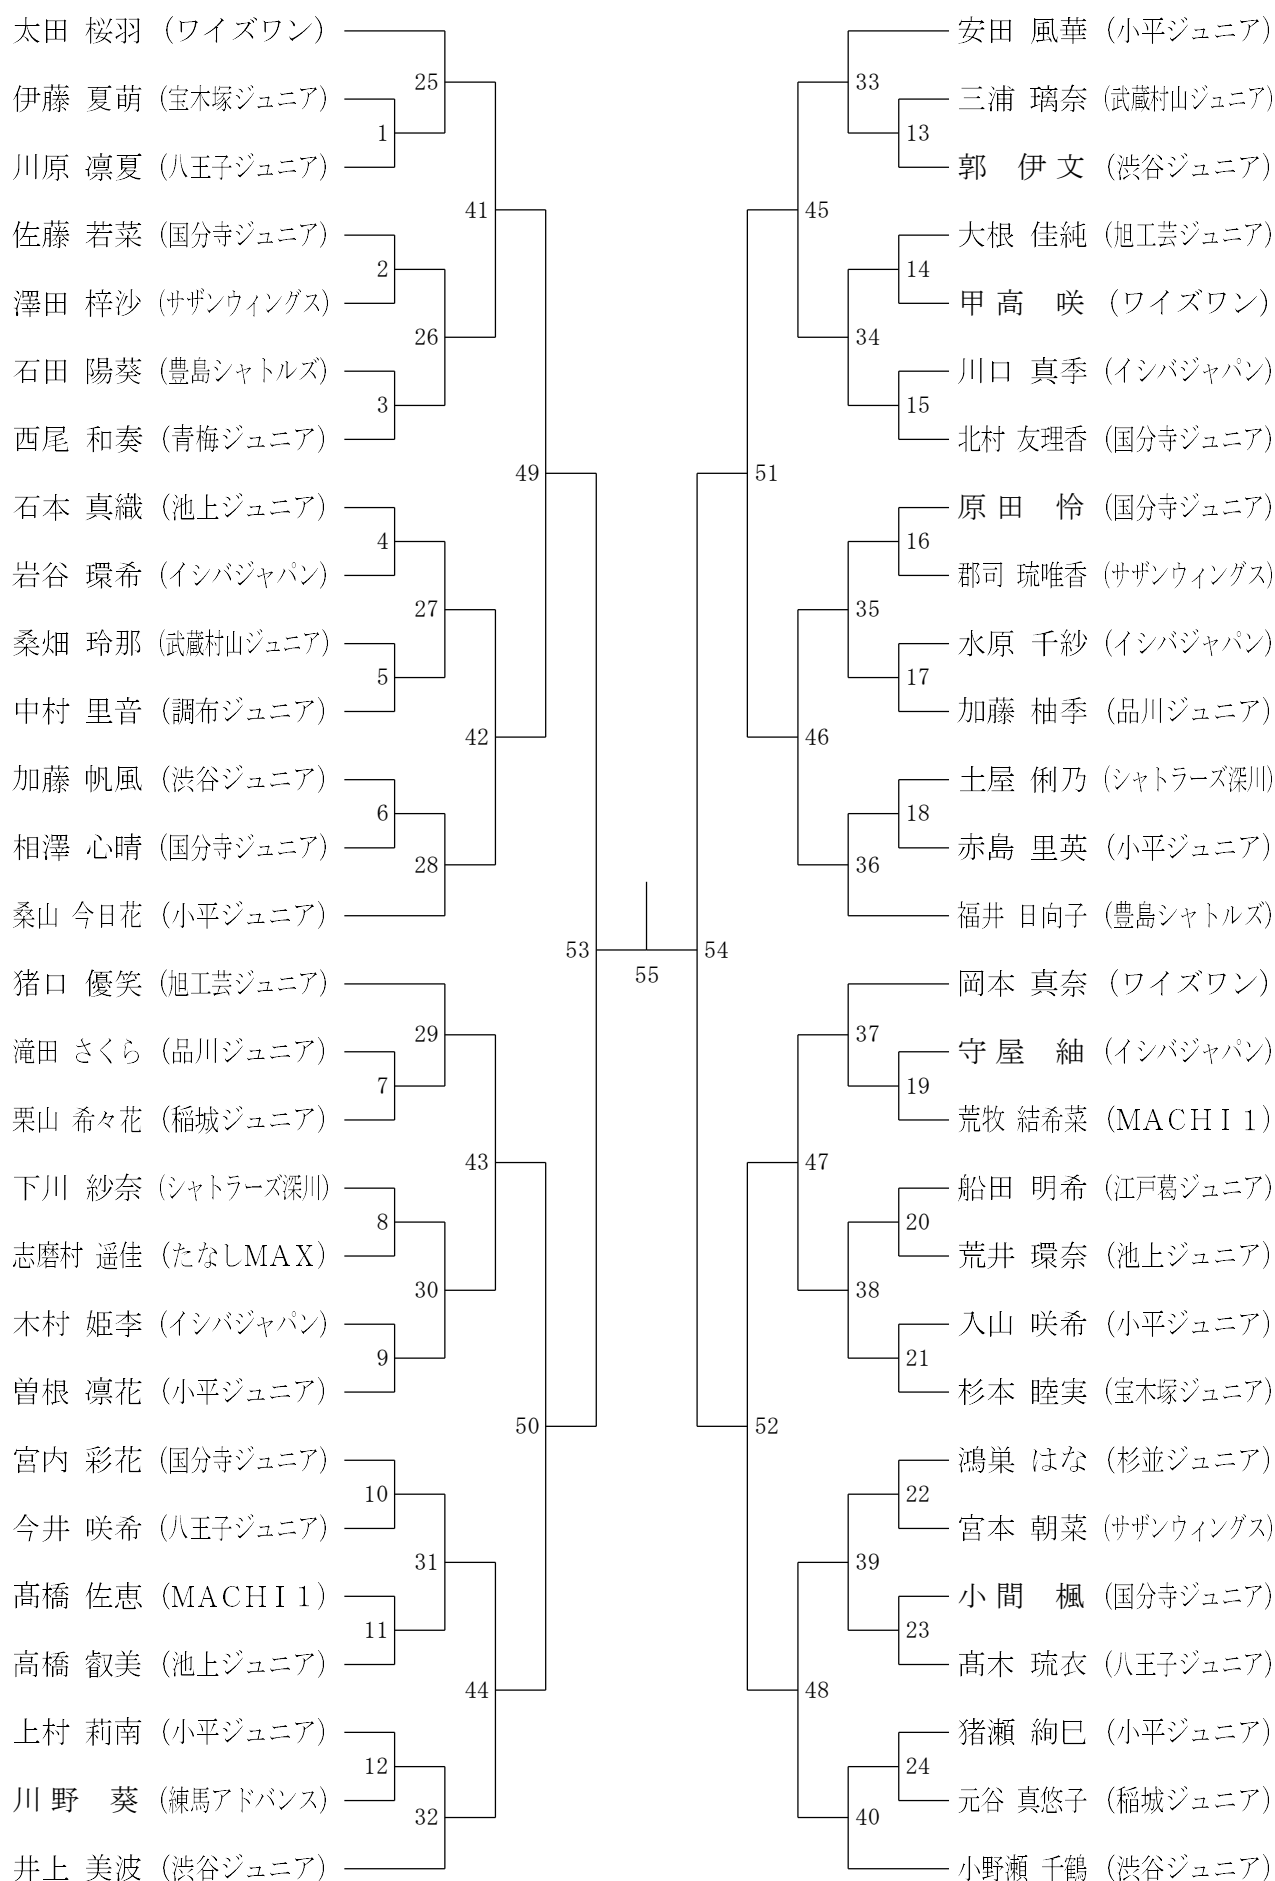 太田 桜羽 (ワイズワン)
伊藤 夏萌 (宝木塚ジュニア)
川原 凛夏 (八王子ジュニア)
佐藤 若菜 (国分寺ジュニア)
澤田 梓沙 (サザンウィングス)
石田 陽葵 (豊島シャトルズ)
西尾 和奏 (青梅ジュニア)
石本 真織 (池上ジュニア)
岩谷 環希 (イシバジャパン)
桑畑 玲那 (武蔵村山ジュニア)
中村 里音 (調布ジュニア)
加藤 帆風 (渋谷ジュニア)
相澤 心晴 (国分寺ジュニア)
桑山 今日花 (小平ジュニア)
猪口 優笑 (旭工芸ジュニア)
滝田 さくら (品川ジュニア)
栗山 希々花 (稲城ジュニア)
下川 紗奈 (シャトラーズ深川)
志磨村 遥佳 (たなしMAX)
木村 姫李 (イシバジャパン)
曽根 凛花 (小平ジュニア)
宮内 彩花 (国分寺ジュニア)
今井 咲希 (八王子ジュニア)
髙橋 佐恵 (MACHI1)
高橋 叡美 (池上ジュニア)
上村 莉南 (小平ジュニア)
川野 葵 (練馬アドバンス)
井上 美波 (渋谷ジュニア)
1
2
3
4
5
6
7
8
9
10
11
12
25
26
27
28
29
30
31
32
41
42
43
44
49
50
53
55
54
51
52
45
46
47
48
33
34
35
36
37
38
39
40
13
14
15
16
17
18
19
20
21
22
23
24
安田 風華 (小平ジュニア)
三浦 璃奈 (武蔵村山ジュニア)
郭 伊文 (渋谷ジュニア)
大根 佳純 (旭工芸ジュニア)
甲高 咲 (ワイズワン)
川口 真季 (イシバジャパン)
北村 友理香 (国分寺ジュニア)
原田 怜 (国分寺ジュニア)
郡司 琉唯香 (サザンウィングス)
水原 千紗 (イシバジャパン)
加藤 柚季 (品川ジュニア)
土屋 俐乃 (シャトラーズ深川)
赤島 里英 (小平ジュニア)
福井 日向子 (豊島シャトルズ)
岡本 真奈 (ワイズワン)
守屋 紬 (イシバジャパン)
荒牧 結希菜 (MACHI1)
船田 明希 (江戸葛ジュニア)
荒井 環奈 (池上ジュニア)
入山 咲希 (小平ジュニア)
杉本 睦実 (宝木塚ジュニア)
鴻巣 はな (杉並ジュニア)
宮本 朝菜 (サザンウィングス)
小間 楓 (国分寺ジュニア)
髙木 琉衣 (八王子ジュニア)
猪瀬 絢巳 (小平ジュニア)
元谷 真悠子 (稲城ジュニア)
小野瀬 千鶴 (渋谷ジュニア)